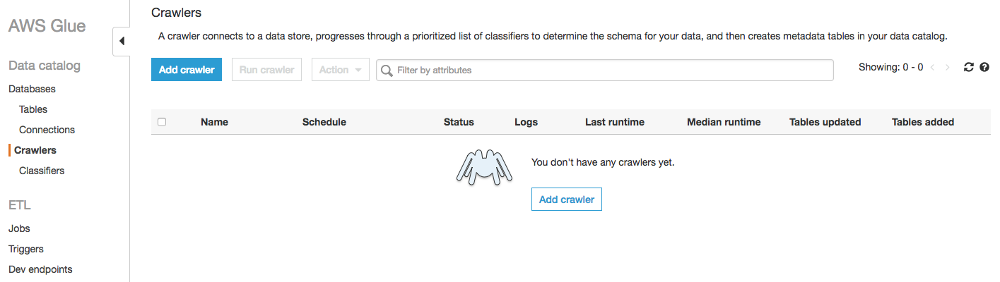 AWS Glue
Data catalog
Databases
Tables
Connections
Crawlers
Classifiers
ETL
Jobs
Triggers
Dev endpoints
Crawlers
A crawler connects to a data store, progresses through a prioritized list of classifiers to determine the schema for your data, and then creates metadata tables in your data catalog.
Add crawler Run crawler Action Filter by attributes Showing: 0 - 0
Name Schedule Status Logs Last runtime Median runtime Tables updated Tables added
You don't have any crawlers yet.
Add crawler